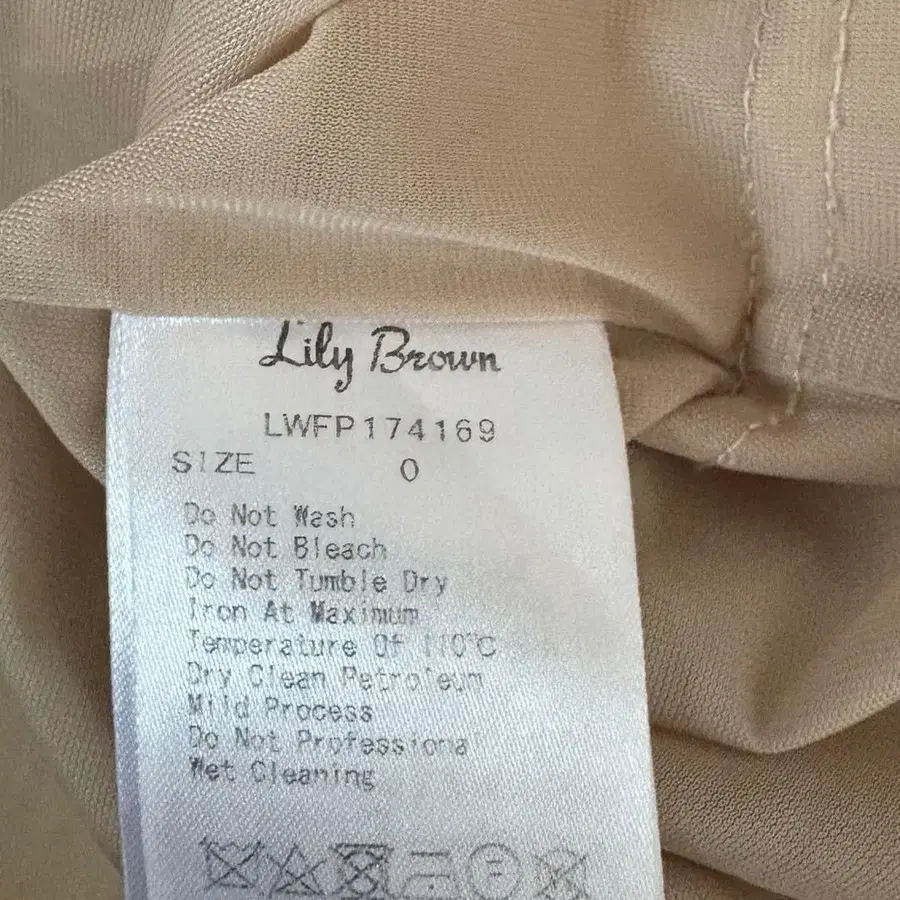 Lily Brown
LWFP174169
SIZE 0
Do Not Wash
Do Not Bleach
Do Not Tumble Dry
Iron At Maximum
Temperature Of 110°C
Dry Clean Petroleum
Mild Process
Do Not Professional
Wet Cleaning